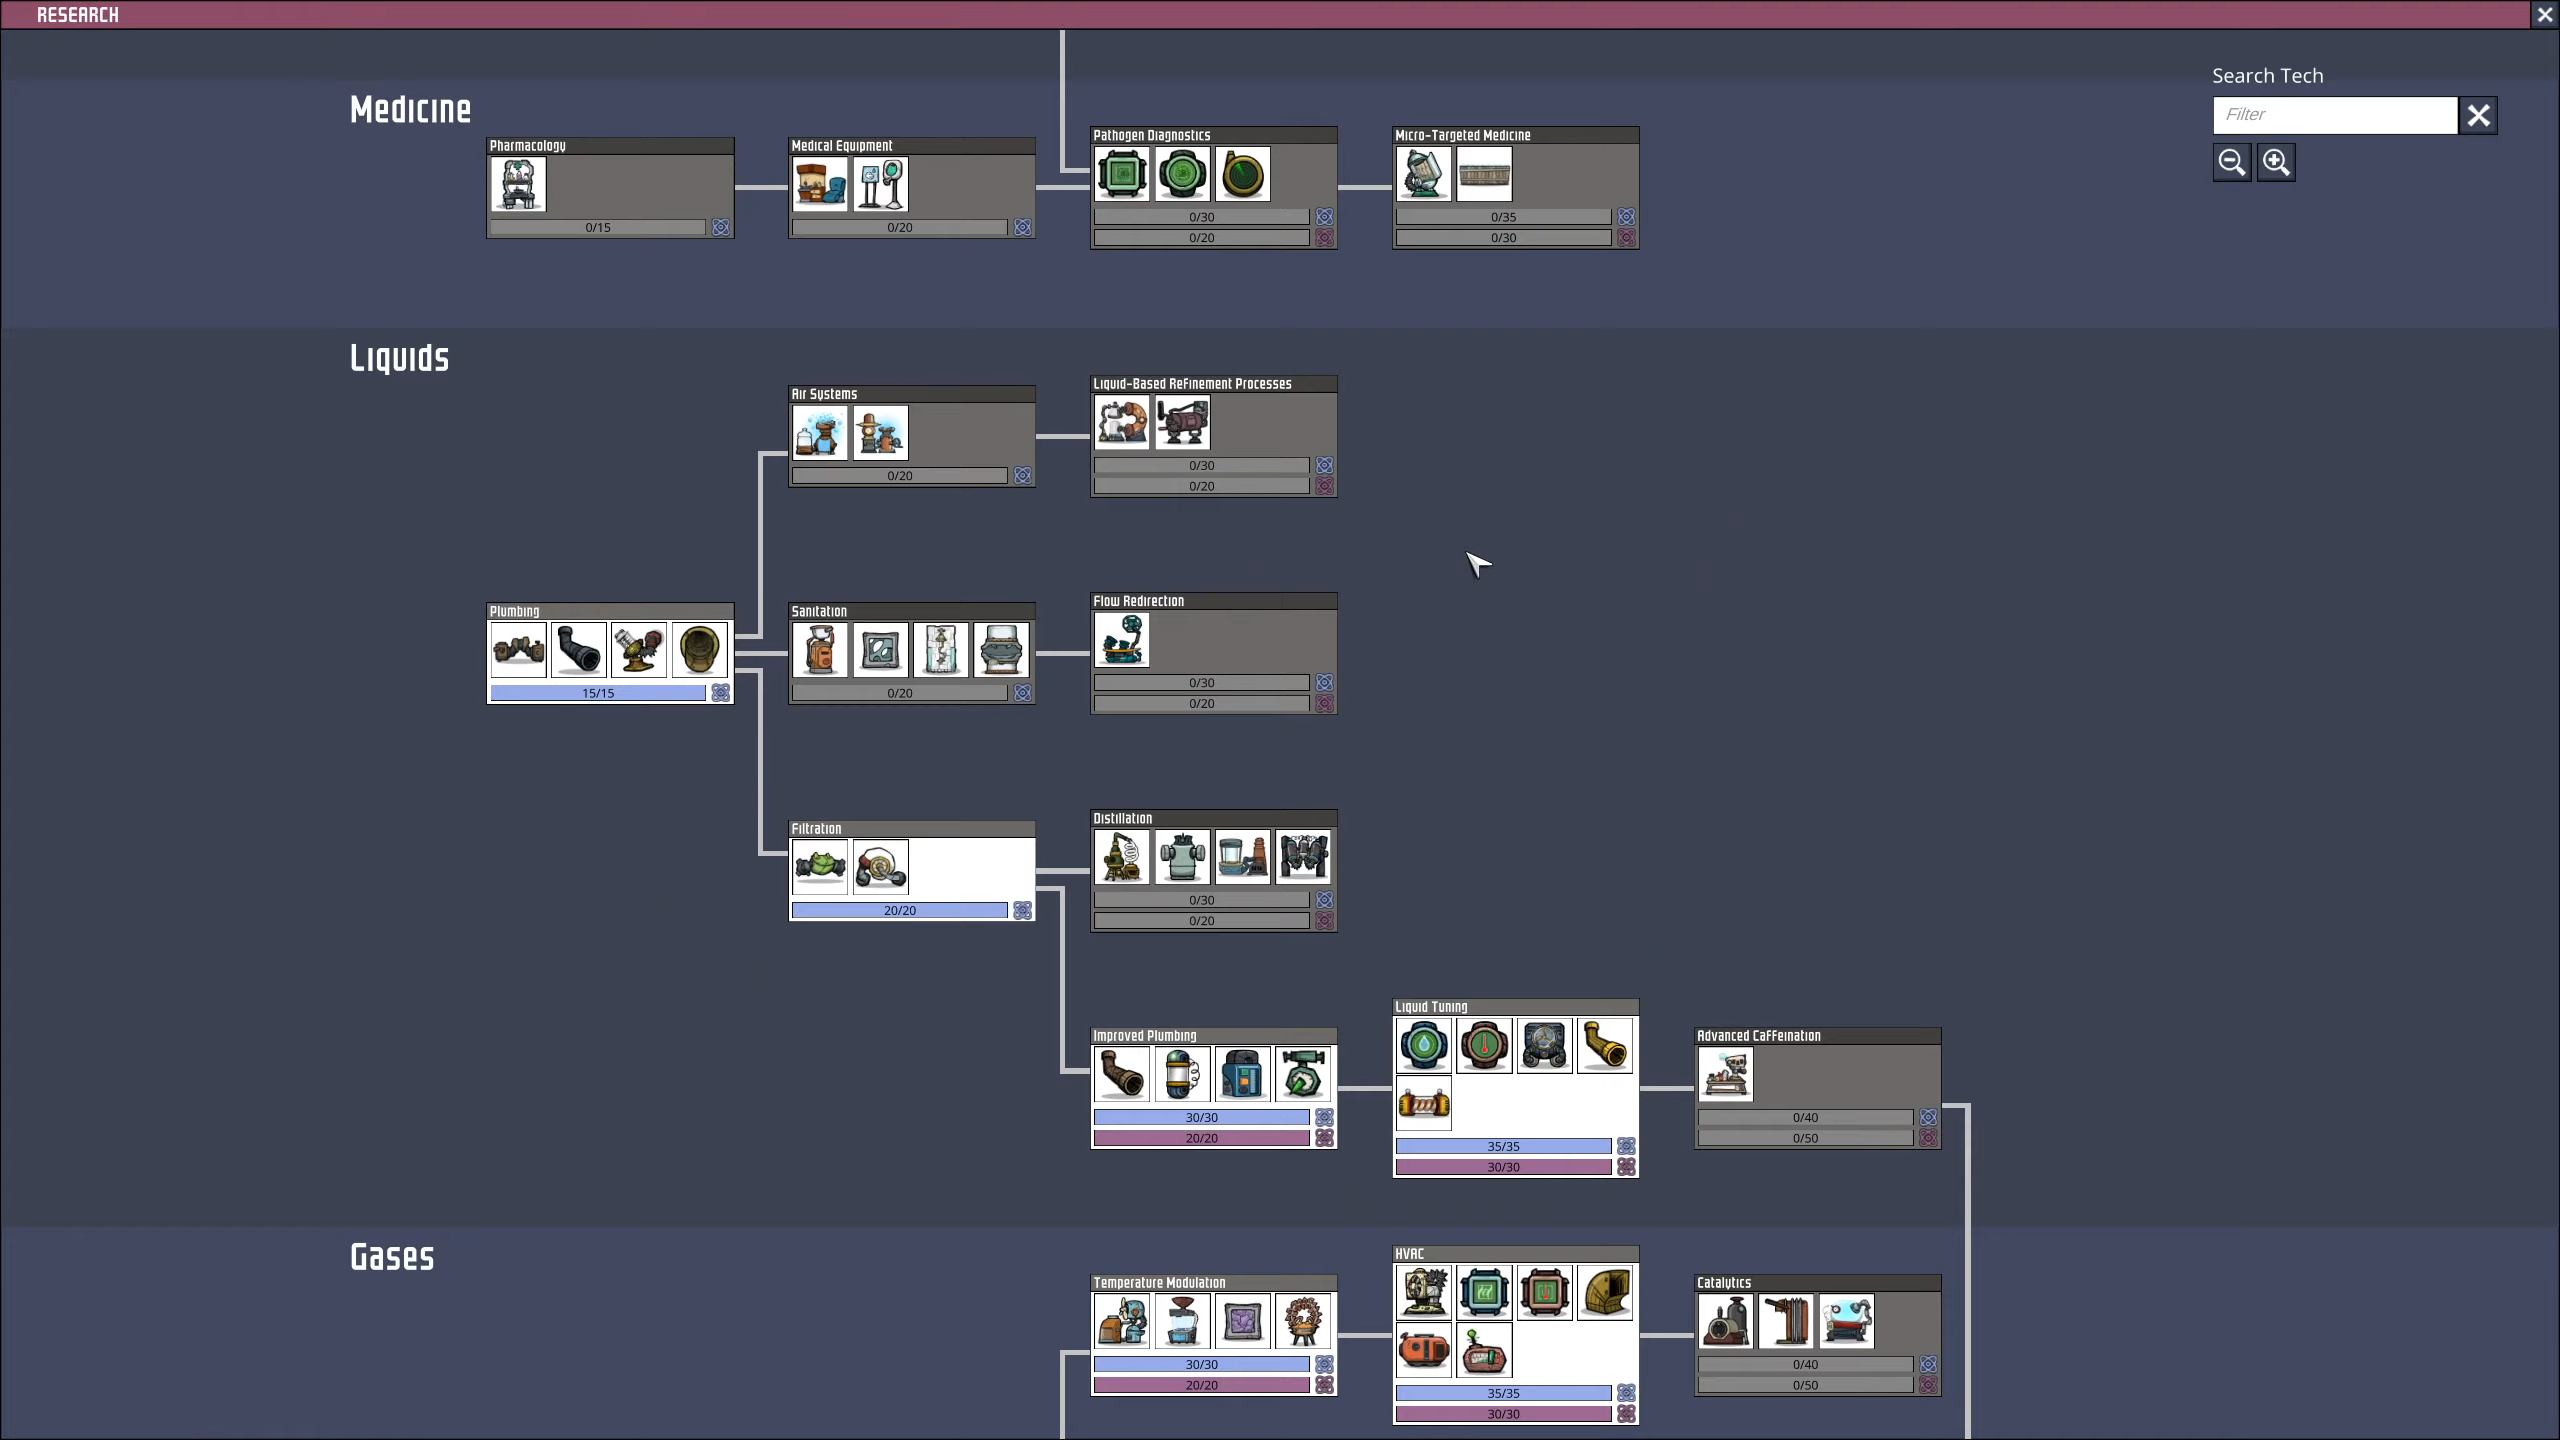 RESEARCH
Search Tech
Filter
Medicine
Pharmacology
0/15
Medical Equipment
0/20
Pathogen Diagnostics
0/30
0/20
Micro-Targeted Medicine
0/35
0/30
Liquids
Air Systems
0/20
Liquid-Based Refinement Processes
0/30
0/20
Plumbing
15/15
Sanitation
0/20
Flow Redirection
0/30
0/20
Filtration
20/20
Distillation
0/30
0/20
Improved Plumbing
30/30
20/20
Liquid Tuning
35/35
30/30
Advanced Caffeination
0/40
0/50
Gases
Temperature Modulation
30/30
20/20
HVAC
35/35
30/30
Catalytics
0/40
0/50